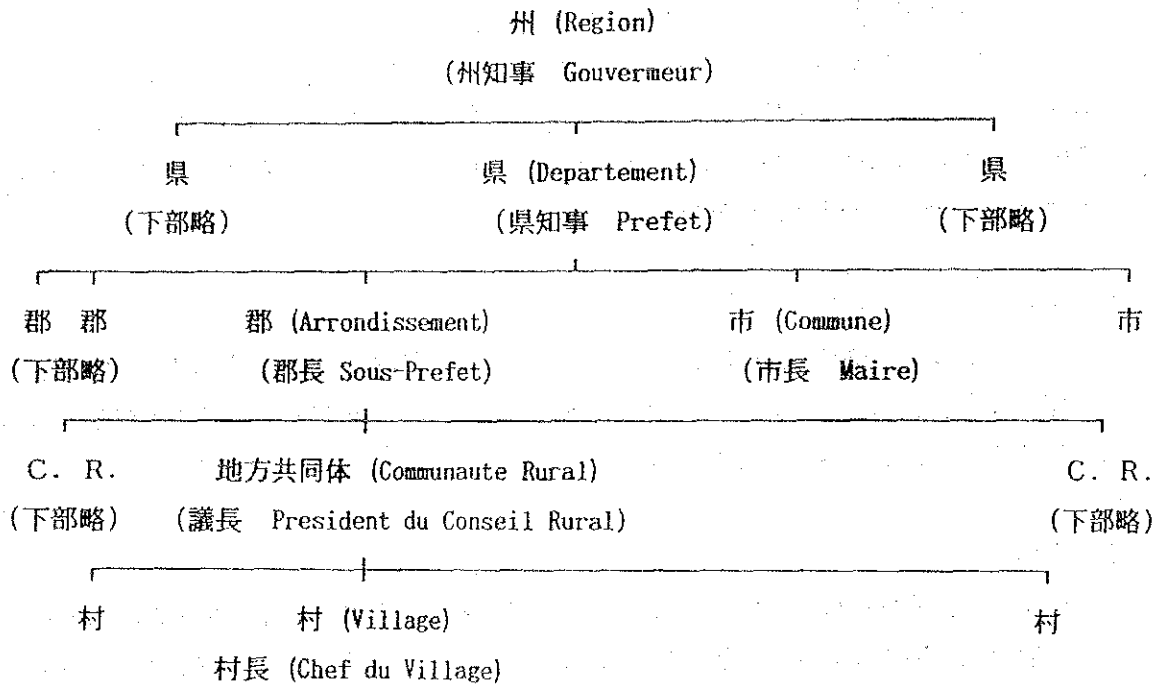 州 (Region)
(州知事　Gouvermeur)
県　県 (Departement)　県
(下部略)　(県知事　Prefet)　(下部略)
郡　郡　郡 (Arrondissement)　市 (Commune)　市
(下部略)　(郡長 Sous-Prefet)　(市長　Maire)
C. R.　地方共同体 (Communaute Rural)　C. R.
(下部略)　(議長　President du Conseil Rural)　(下部略)
村　村 (Village)　村
村長 (Chef du Village)